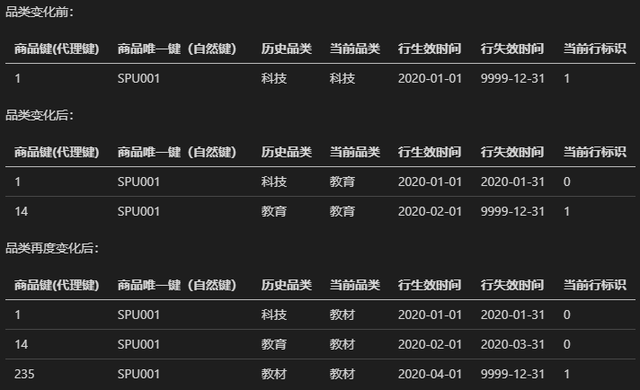 品类变化前：
商品键(代理键) 商品唯一键（自然键） 历史品类 当前品类 行生效时间 行失效时间 当前行标识
1 SPU001 科技 科技 2020-01-01 9999-12-31 1
品类变化后：
商品键(代理键) 商品唯一键（自然键） 历史品类 当前品类 行生效时间 行失效时间 当前行标识
1 SPU001 科技 教育 2020-01-01 2020-01-31 0
14 SPU001 教育 教育 2020-02-01 9999-12-31 1
品类再度变化后：
商品键(代理键) 商品唯一键（自然键） 历史品类 当前品类 行生效时间 行失效时间 当前行标识
1 SPU001 科技 教材 2020-01-01 2020-01-31 0
14 SPU001 教育 教材 2020-02-01 2020-03-31 0
235 SPU001 教材 教材 2020-04-01 9999-12-31 1